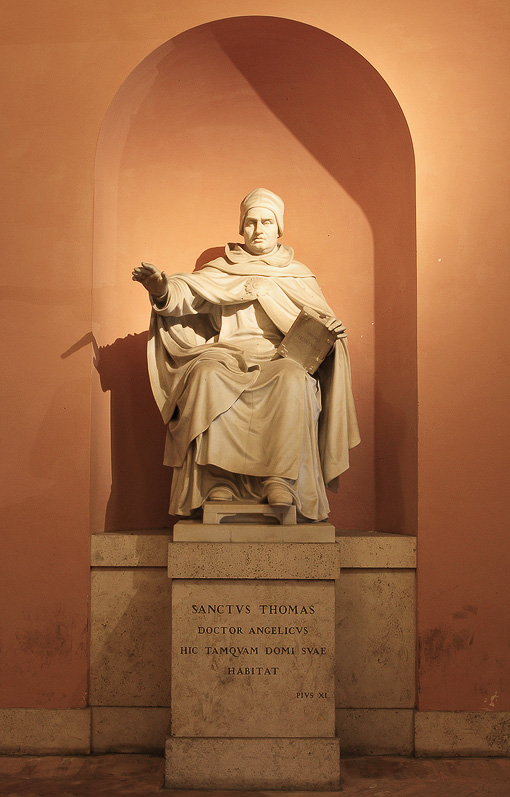 SANCTVS THOMAS
DOCTOR ANGELICVS
HIC TAMQVAM DOMI SVAE
HABITAT
PIVS XI